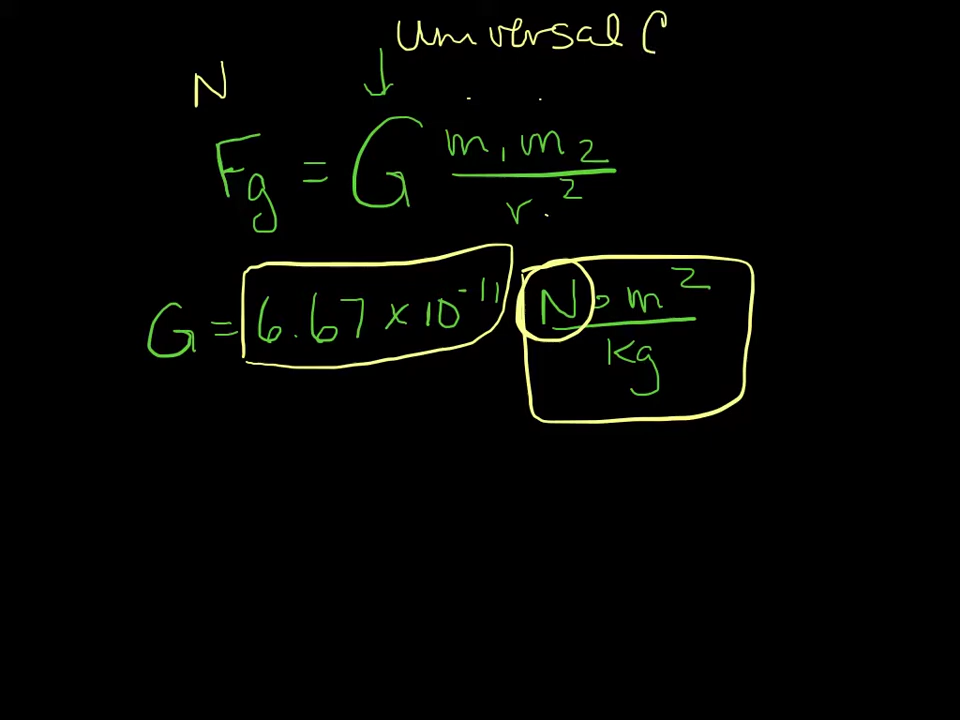 Universal C
N
Fg = G m1m2 / r²
G = 6.67 × 10⁻¹¹ N·m² / kg